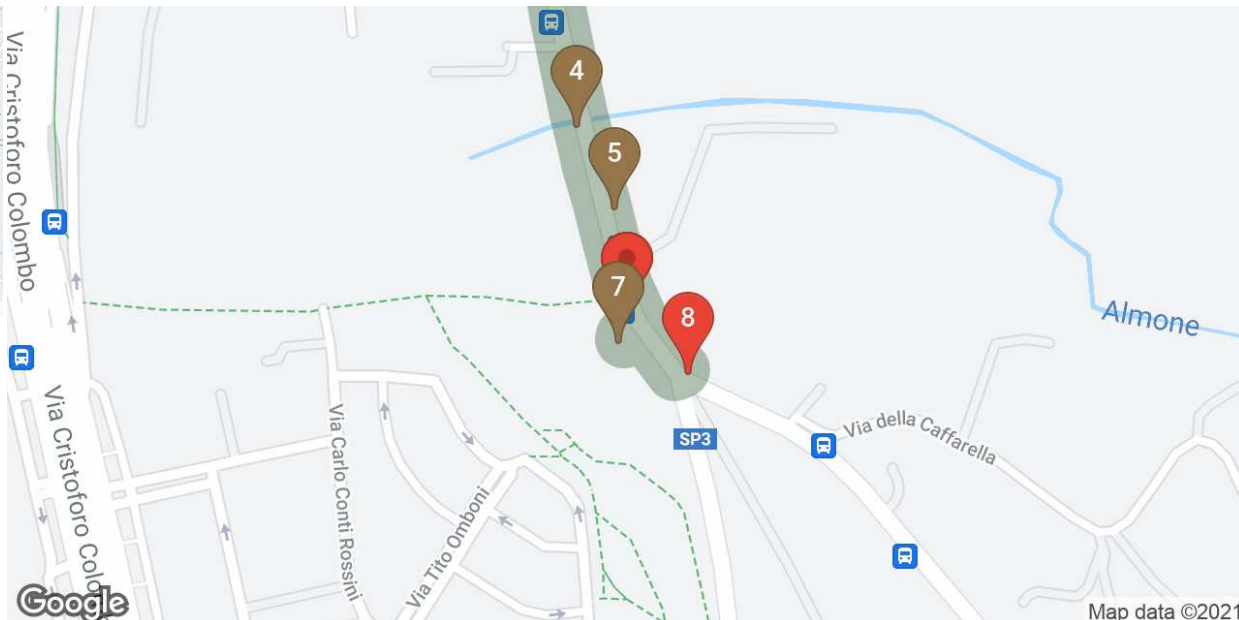 4
5
7
8
Via Cristoforo Colombo
Almone
SP3
Via della Caffarella
Via Cristoforo Colo
Via Carlo Conti Rossini
Via Tito Omboni
Google
Map data ©2021